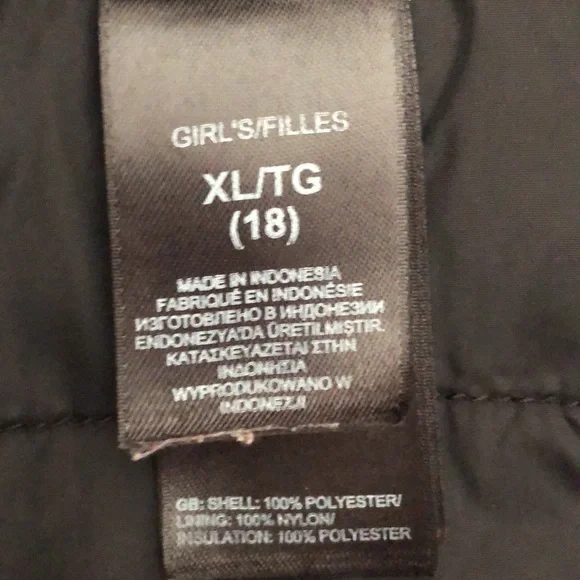 GIRL'S/FILLES
XL/TG
(18)
MADE IN INDONESIA
FABRIQUÉ EN INDONÉSIE
ИЗГОТОВЛЕНО В ИНДОНЕЗИИ
ENDONEZYA'DA ÜRETILMISTIR.
ΚΑΤΑΣΚΕΥΑΖΕΤΑΙ ΣΤΗΝ
ΙΝΔΟΝΗΣΙΑ
WYPRODUKOWANO W
INDONEZJI
GB: SHELL: 100% POLYESTER/
LINING: 100% NYLON/
INSULATION: 100% POLYESTER